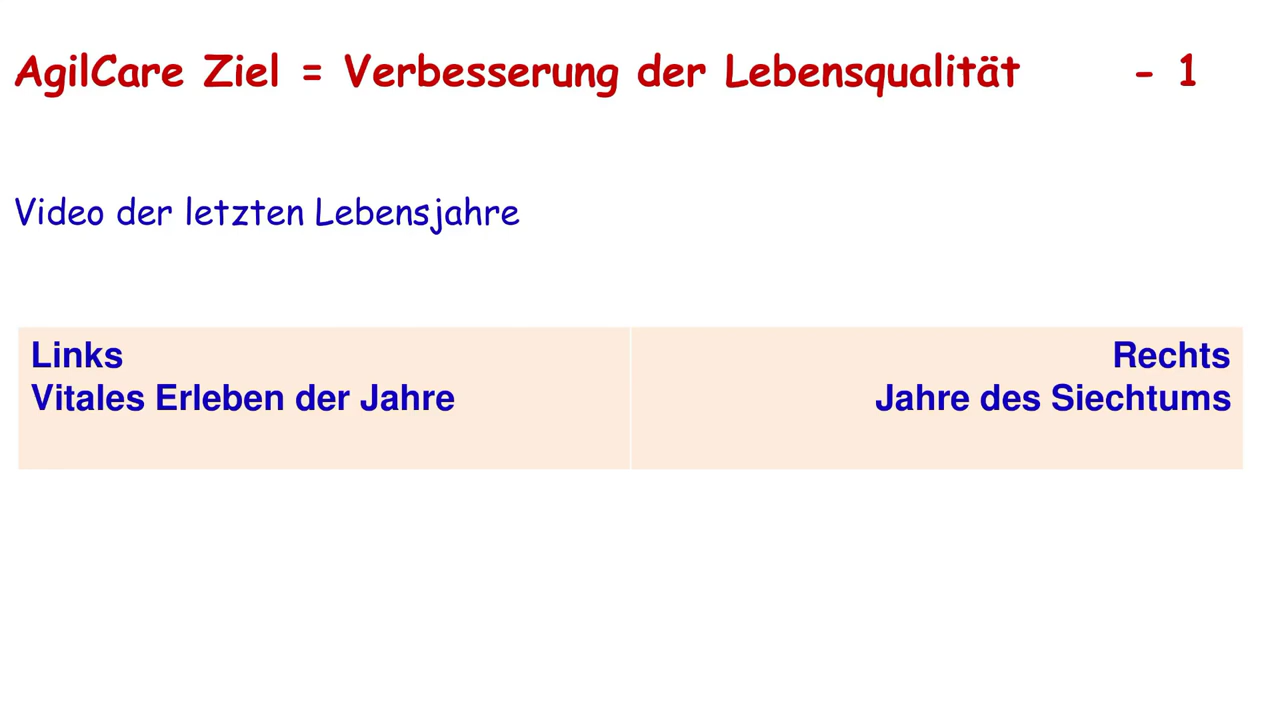 AgilCare Ziel = Verbesserung der Lebensqualität - 1
Video der letzten Lebensjahre
Links
Vitales Erleben der Jahre
Rechts
Jahre des Siechtums